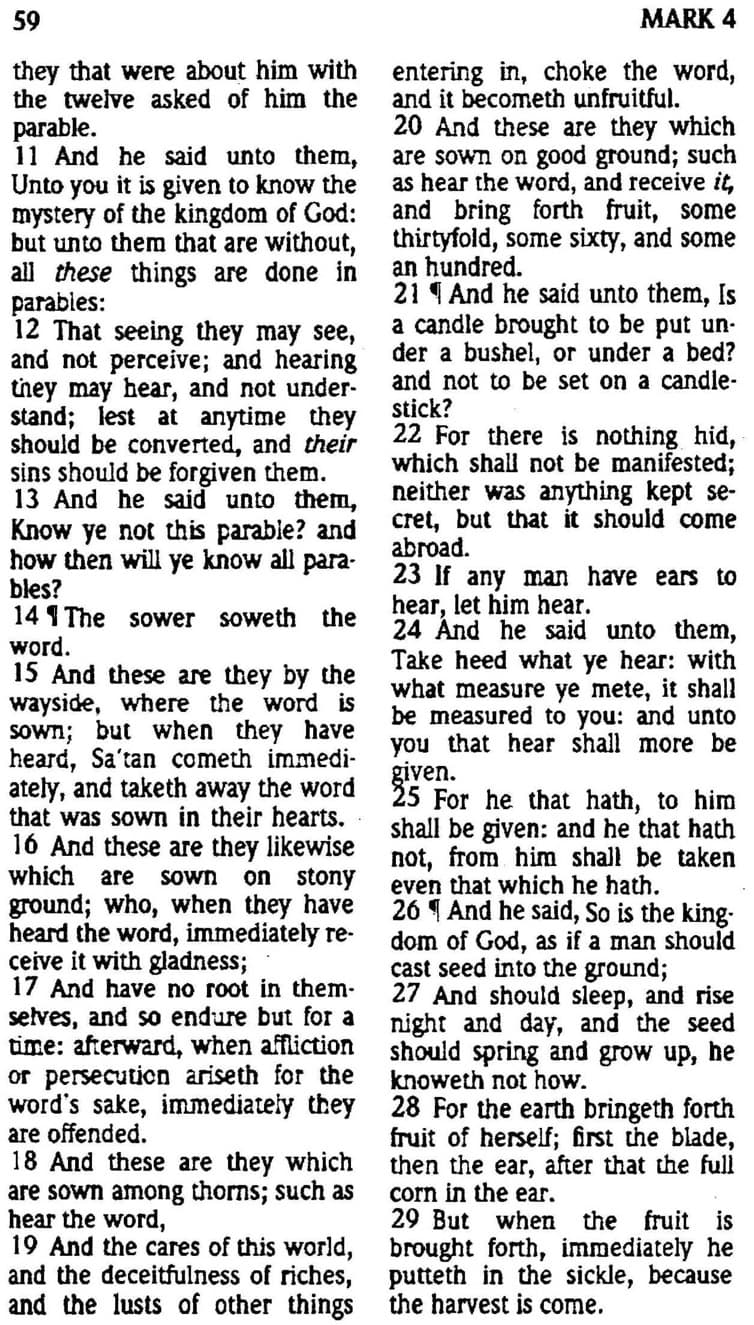 59
MARK 4
they that were about him with
the twelve asked of him the
parable.
11 And he said unto them,
Unto you it is given to know the
mystery of the kingdom of God:
but unto them that are without,
all these things are done in
parables:
12 That seeing they may see,
and not perceive; and hearing
they may hear, and not under-
stand; lest at anytime they
should be converted, and their
sins should be forgiven them.
13 And he said unto them,
Know ye not this parable? and
how then will ye know all para-
bles?
14 ¶ The sower soweth the
word.
15 And these are they by the
wayside, where the word is
sown; but when they have
heard, Sa'tan cometh immedi-
ately, and taketh away the word
that was sown in their hearts.
16 And these are they likewise
which are sown on stony
ground; who, when they have
heard the word, immediately re-
ceive it with gladness;
17 And have no root in them-
selves, and so endure but for a
time: afterward, when affliction
or persecution ariseth for the
word's sake, immediately they
are offended.
18 And these are they which
are sown among thorns; such as
hear the word,
19 And the cares of this world,
and the deceitfulness of riches,
and the lusts of other things
entering in, choke the word,
and it becometh unfruitful.
20 And these are they which
are sown on good ground; such
as hear the word, and receive it,
and bring forth fruit, some
thirtyfold, some sixty, and some
an hundred.
21 ¶ And he said unto them, Is
a candle brought to be put un-
der a bushel, or under a bed?
and not to be set on a candle-
stick?
22 For there is nothing hid,
which shall not be manifested;
neither was anything kept se-
cret, but that it should come
abroad.
23 If any man have ears to
hear, let him hear.
24 And he said unto them,
Take heed what ye hear: with
what measure ye mete, it shall
be measured to you: and unto
you that hear shall more be
given.
25 For he that hath, to him
shall be given: and he that hath
not, from him shall be taken
even that which he hath.
26 ¶ And he said, So is the king-
dom of God, as if a man should
cast seed into the ground;
27 And should sleep, and rise
night and day, and the seed
should spring and grow up, he
knoweth not how.
28 For the earth bringeth forth
fruit of herself; first the blade,
then the ear, after that the full
corn in the ear.
29 But when the fruit is
brought forth, immediately he
putteth in the sickle, because
the harvest is come.